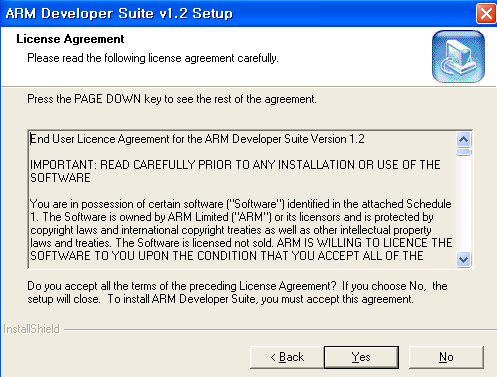 ARM Developer Suite v1.2 Setup
License Agreement
Please read the following license agreement carefully.
Press the PAGE DOWN key to see the rest of the agreement.
End User Licence Agreement for the ARM Developer Suite Version 1.2
IMPORTANT: READ CAREFULLY PRIOR TO ANY INSTALLATION OR USE OF THE
SOFTWARE
You are in possession of certain software ("Software") identified in the attached Schedule
1. The Software is owned by ARM Limited ("ARM") or its licensors and is protected by
copyright laws and international copyright treaties as well as other intellectual property
laws and treaties. The Software is licensed not sold. ARM IS WILLING TO LICENCE THE
SOFTWARE TO YOU UPON THE CONDITION THAT YOU ACCEPT ALL OF THE
Do you accept all the terms of the preceding License Agreement? If you choose No, the
setup will close. To install ARM Developer Suite, you must accept this agreement.
InstallShield
< Back Yes No